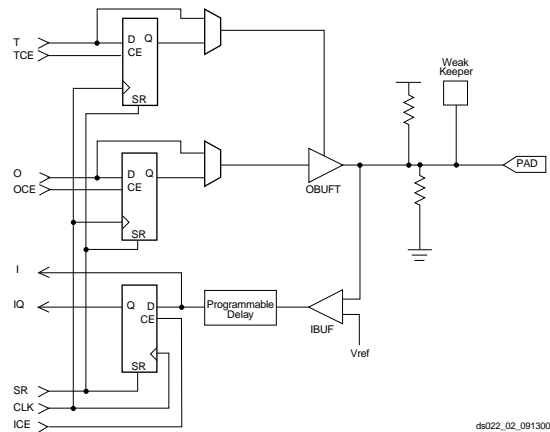 T
TCE
D Q
CE
SR
Weak
Keeper
O
OCE
D Q
CE
SR
OBUFT
PAD
I
IQ
Q D
CE
SR
Programmable
Delay
IBUF
Vref
SR
CLK
ICE
ds022_02_091300